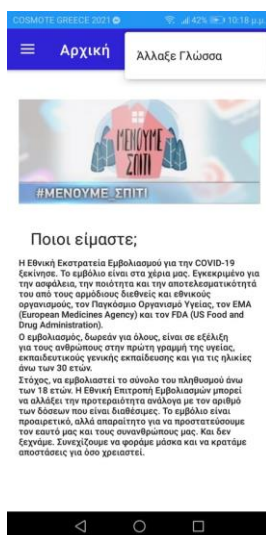 COSMOTE GREECE 2021
42% 10:18 μ.μ.
Αρχική
Άλλαξε Γλώσσα
ΜΕΝΟΥΜΕ
ΣΠΙΤΙ
#ΜΕΝΟΥΜΕ_ΣΠΙΤΙ
Ποιοι είμαστε;
Η Εθνική Εκστρατεία Εμβολιασμού για την COVID-19
ξεκίνησε. Το εμβόλιο είναι στα χέρια μας. Εγκεκριμένο για
την ασφάλεια, την ποιότητα και την αποτελεσματικότητά
του από τους αρμόδιους διεθνείς και εθνικούς
οργανισμούς, τον Παγκόσμιο Οργανισμό Υγείας, τον EMA
(European Medicines Agency) και τον FDA (US Food and
Drug Administration).
Ο εμβολιασμός, δωρεάν για όλους, είναι σε εξέλιξη
για τους ανθρώπους στην πρώτη γραμμή της υγείας,
εκπαιδευτικούς γενικής εκπαίδευσης και για τις ηλικίες
άνω των 30 ετών.
Στόχος, να εμβολιαστεί το σύνολο του πληθυσμού άνω
των 18 ετών. Η Εθνική Επιτροπή Εμβολιασμών μπορεί
να αλλάξει την προτεραιότητα ανάλογα με τον αριθμό
των δόσεων που είναι διαθέσιμες. Το εμβόλιο είναι
προαιρετικό, αλλά απαραίτητο για να προστατεύσουμε
τον εαυτό μας και τους συνανθρώπους μας. Και δεν
ξεχνάμε. Συνεχίζουμε να φοράμε μάσκα και να κρατάμε
αποστάσεις για όσο χρειαστεί.